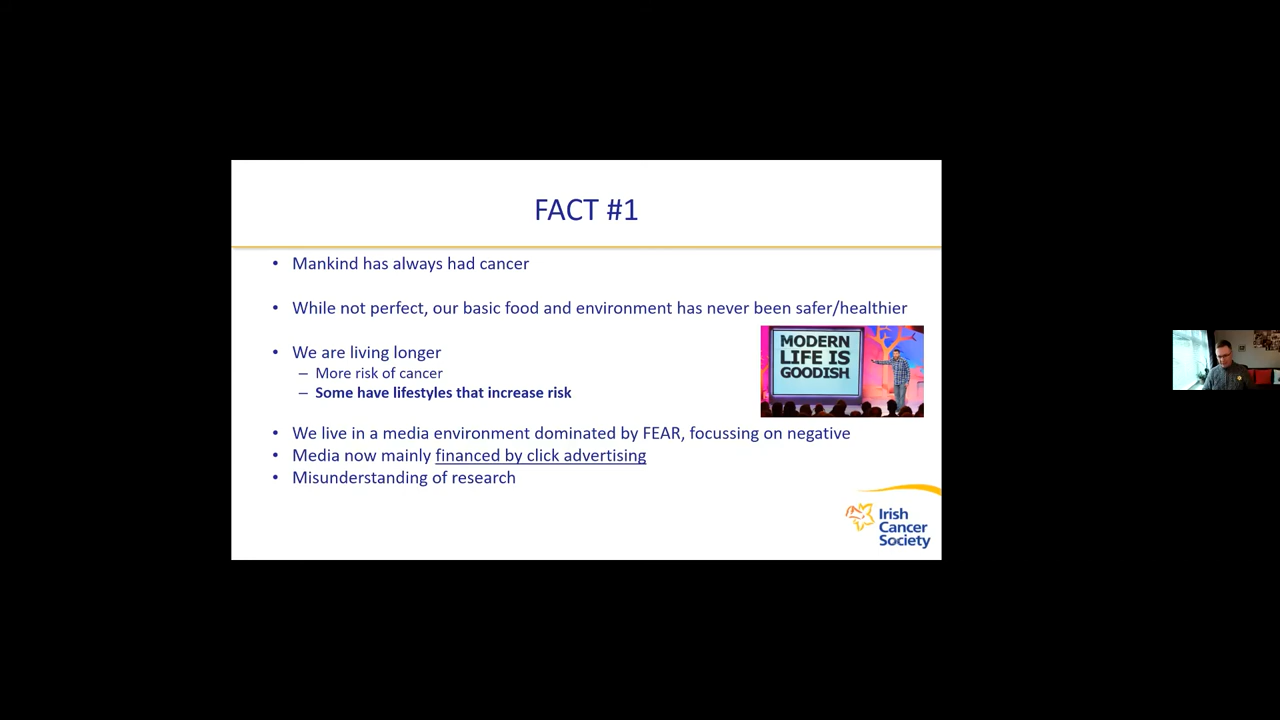 FACT #1
• Mankind has always had cancer
• While not perfect, our basic food and environment has never been safer/healthier
• We are living longer
– More risk of cancer
– Some have lifestyles that increase risk
MODERN
LIFE IS
GOODISH
• We live in a media environment dominated by FEAR, focussing on negative
• Media now mainly financed by click advertising
• Misunderstanding of research
Irish
Cancer
Society